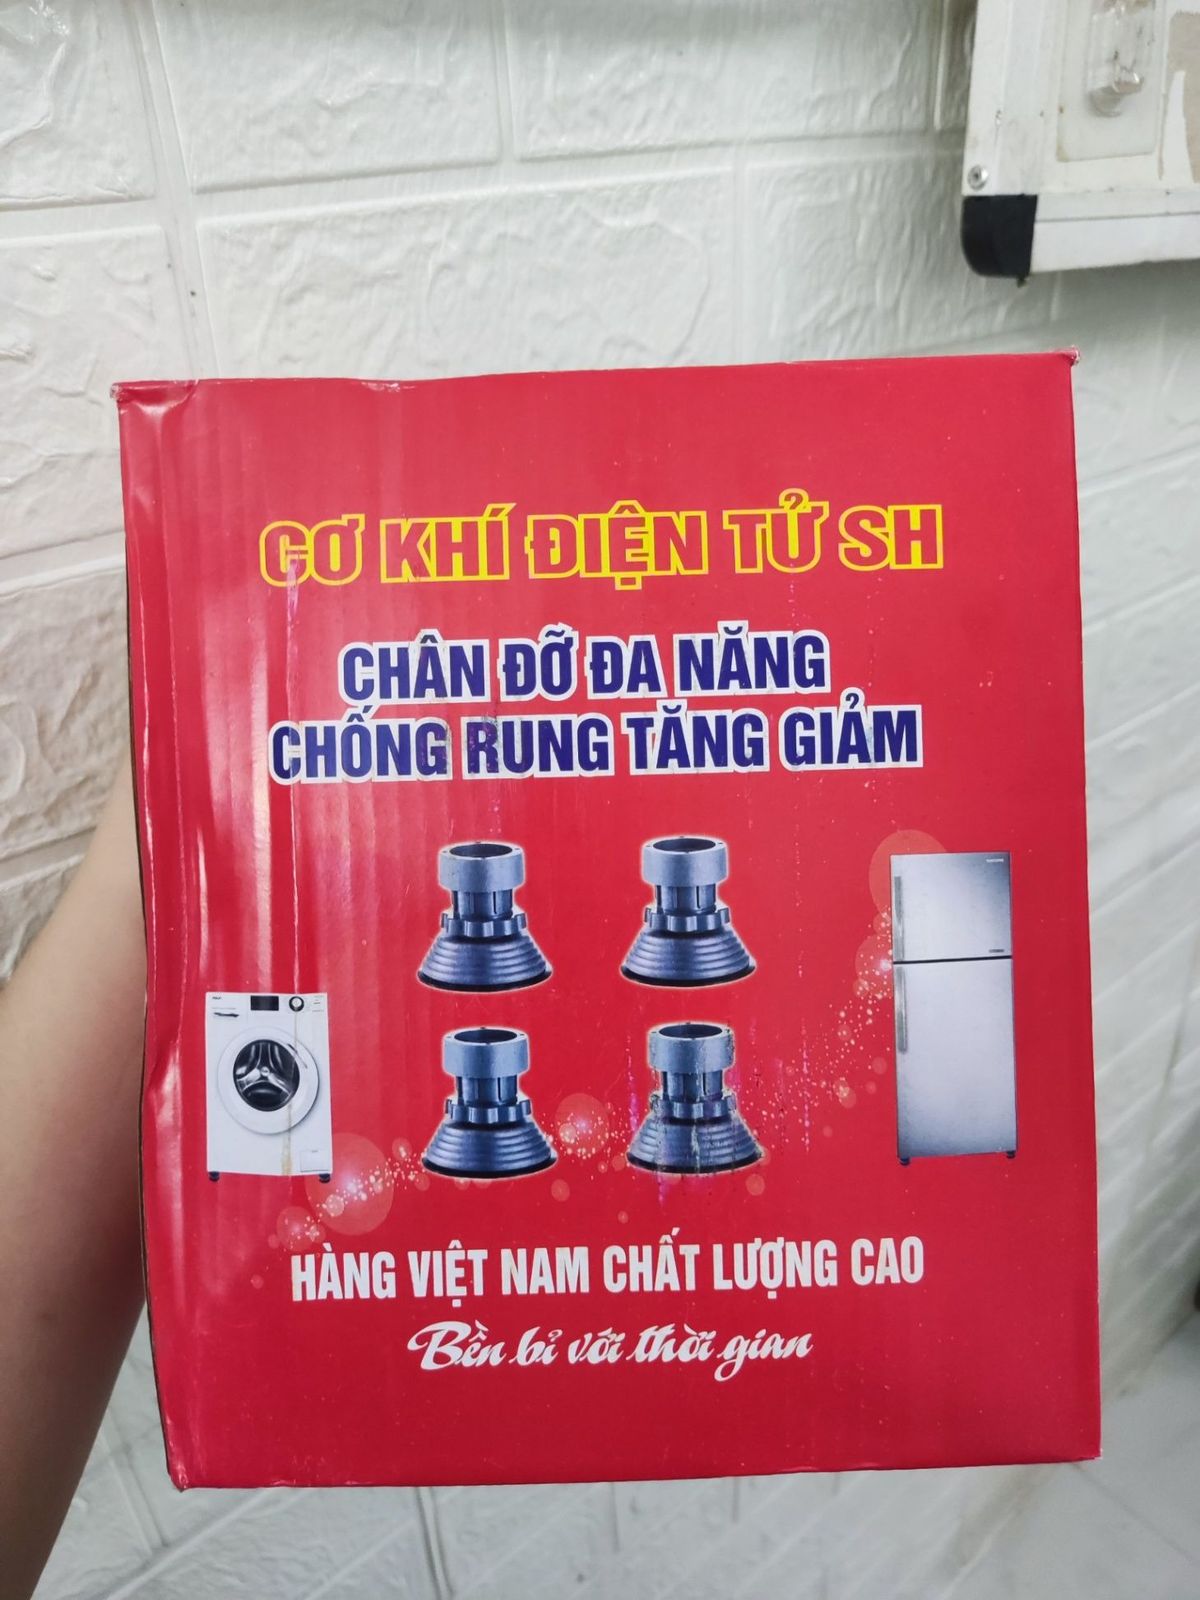 CƠ KHÍ ĐIỆN TỬ SH
CHÂN ĐỠ ĐA NĂNG
CHỐNG RUNG TĂNG GIẢM
HÀNG VIỆT NAM CHẤT LƯỢNG CAO
Bền bỉ với thời gian